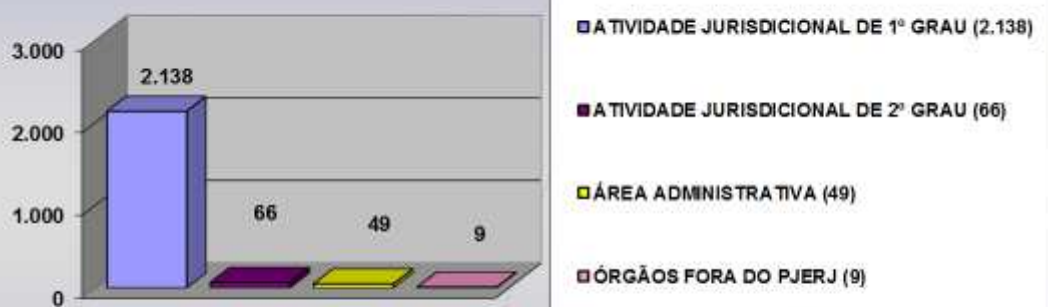 3.000
2.138
2.000
1.000
66
49
9
0
ATIVIDADE JURISDICIONAL DE 1º GRAU (2.138)
ATIVIDADE JURISDICIONAL DE 2º GRAU (66)
ÁREA ADMINISTRATIVA (49)
ÓRGÃOS FORA DO PJERJ (9)